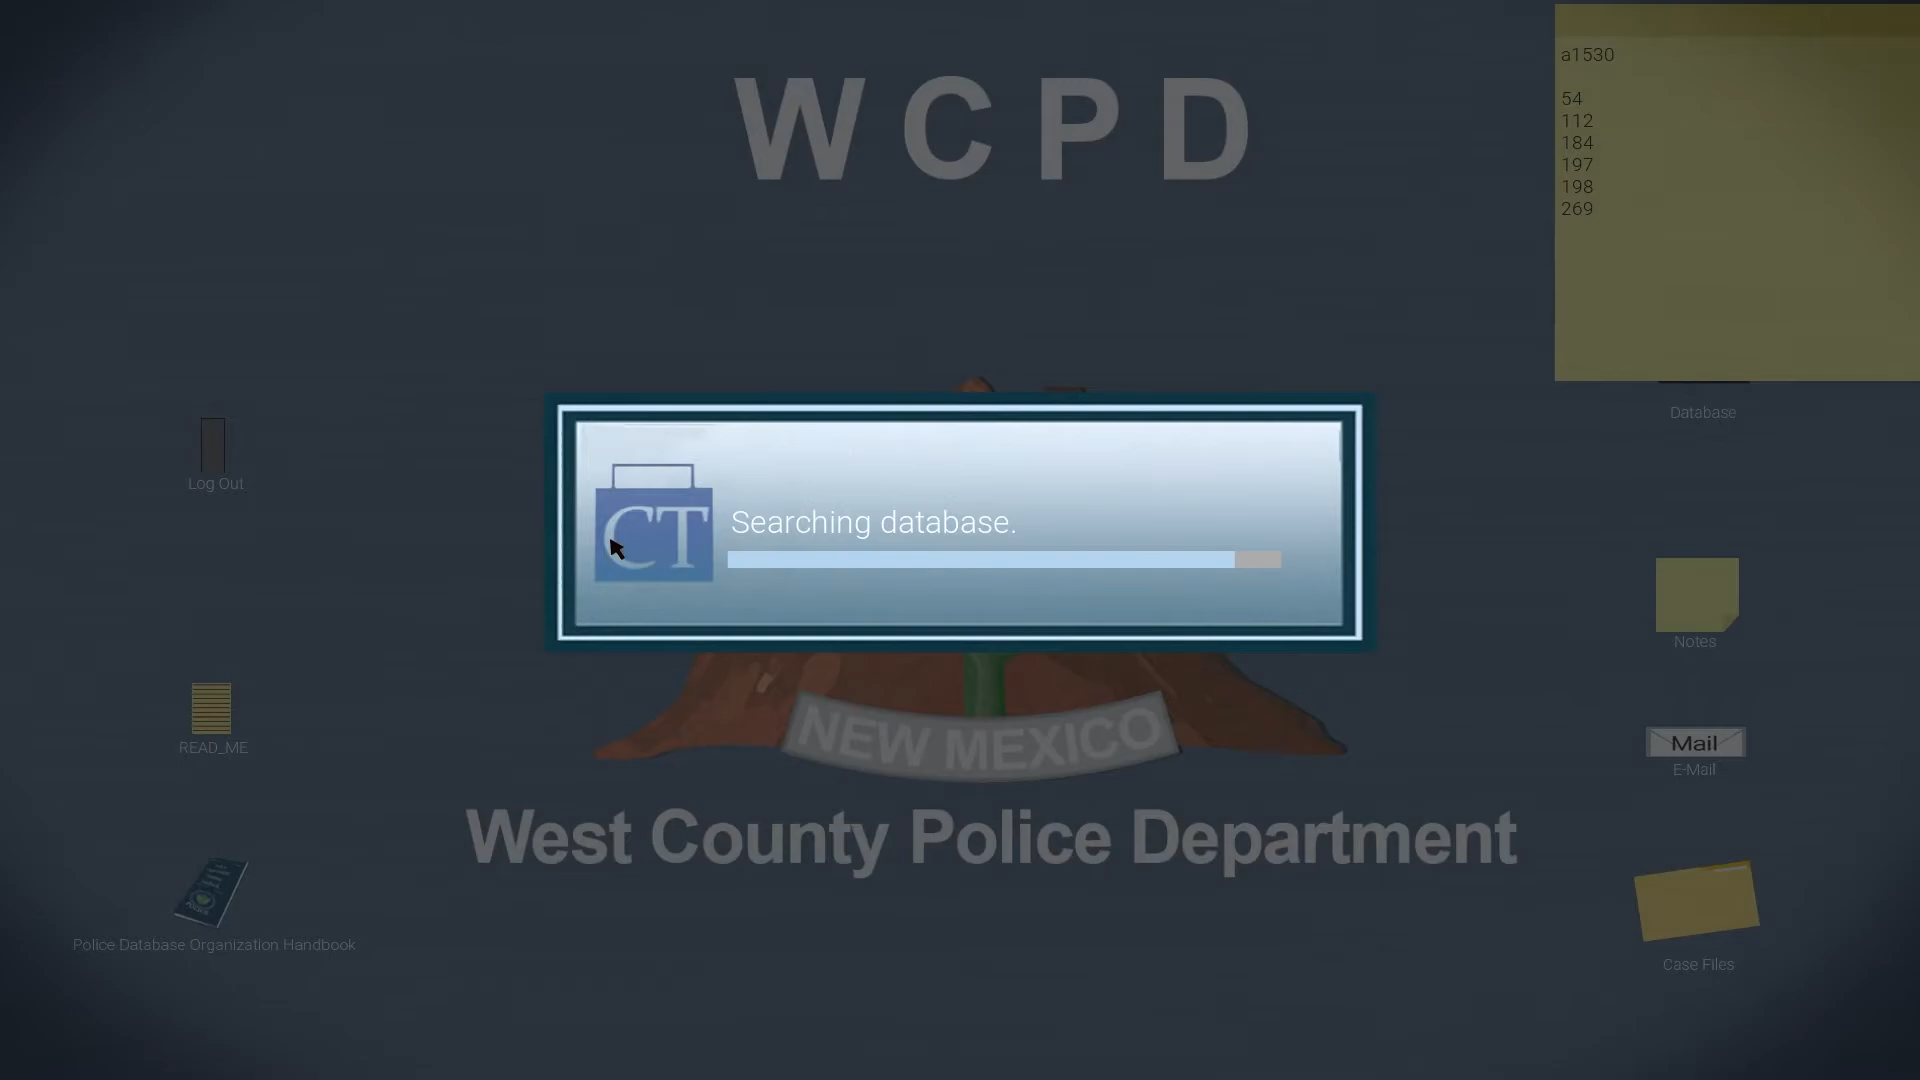 W C P D
a1530
54
112
184
197
198
269
Database
Log Out
CT
Searching database.
Notes
READ_ME
NEW MEXICO
Mail
E-Mail
West County Police Department
Police Database Organization Handbook
Case Files